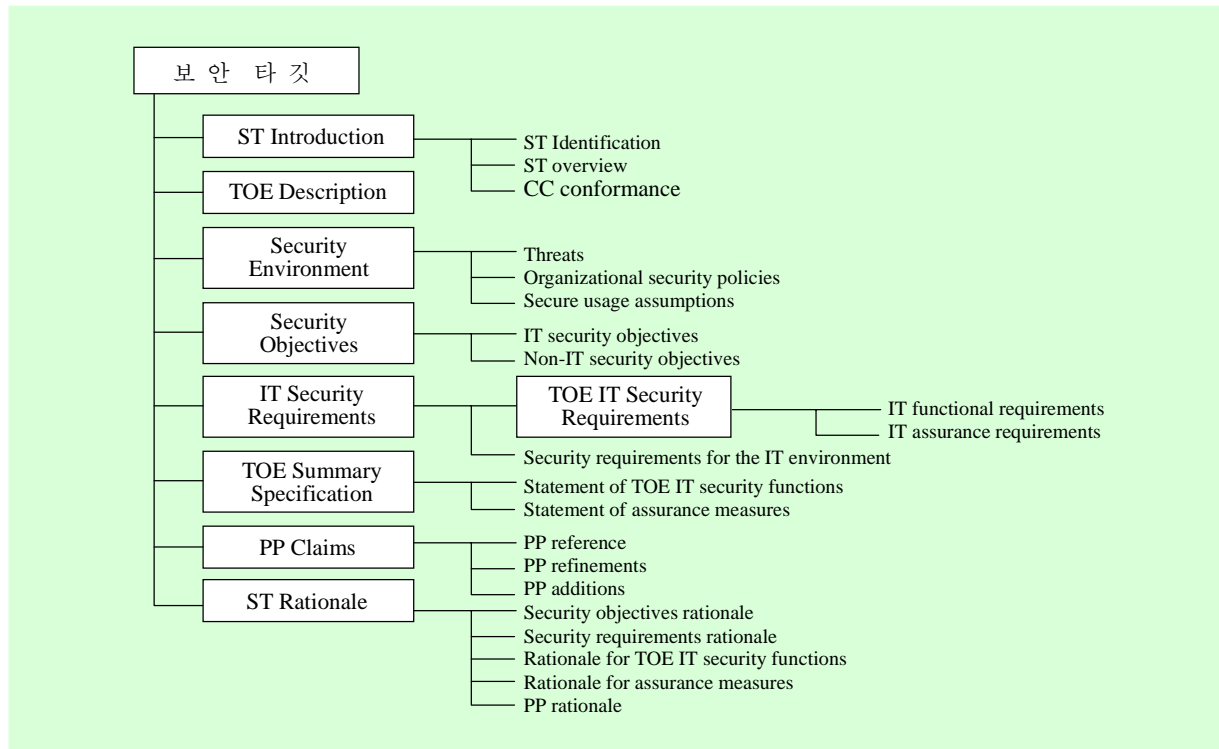 보 안 타 깃
ST Introduction
ST Identification
ST overview
CC conformance
TOE Description
Security
Environment
Threats
Organizational security policies
Secure usage assumptions
Security
Objectives
IT security objectives
Non-IT security objectives
IT Security
Requirements
TOE IT Security
Requirements
IT functional requirements
IT assurance requirements
Security requirements for the IT environment
TOE Summary
Specification
Statement of TOE IT security functions
Statement of assurance measures
PP Claims
PP reference
PP refinements
PP additions
ST Rationale
Security objectives rationale
Security requirements rationale
Rationale for TOE IT security functions
Rationale for assurance measures
PP rationale